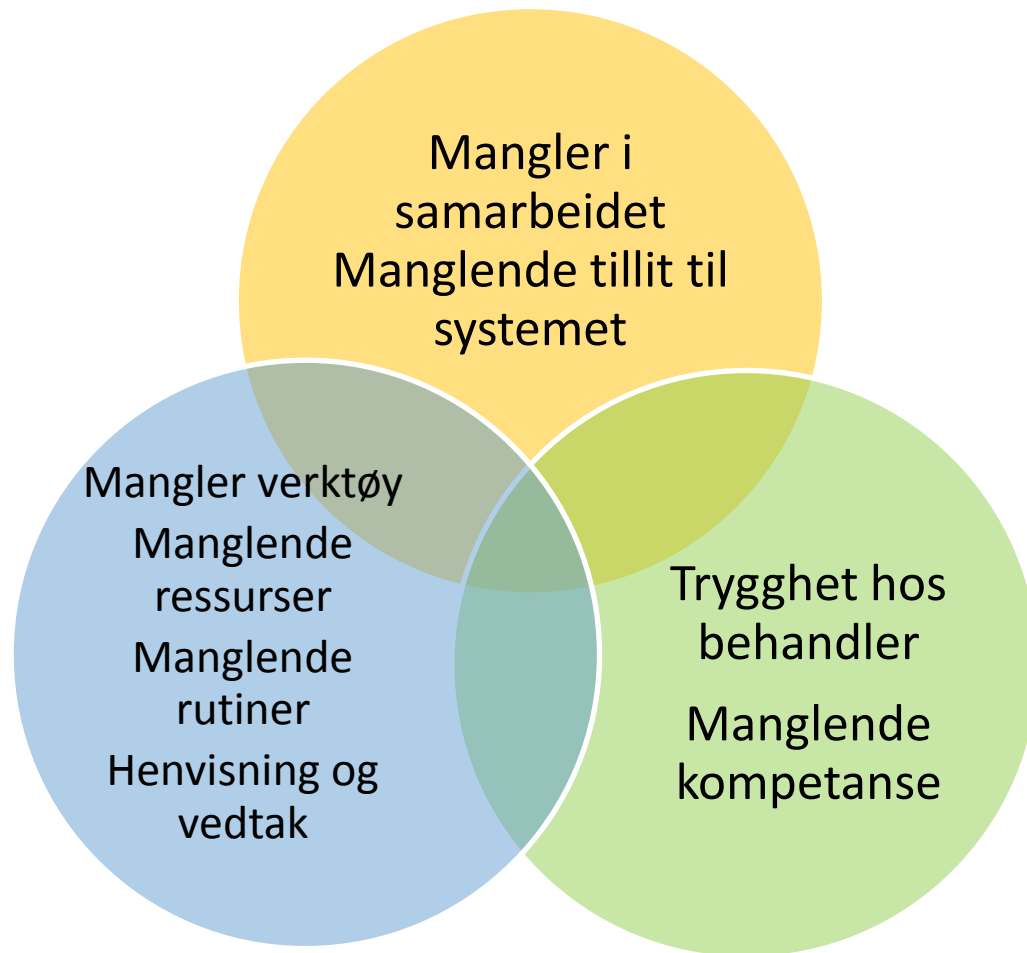 Mangler i
samarbeidet
Manglende tillit til
systemet
Mangler verktøy
Manglende
ressurser
Manglende
rutiner
Henvisning og
vedtak
Trygghet hos
behandler
Manglende
kompetanse